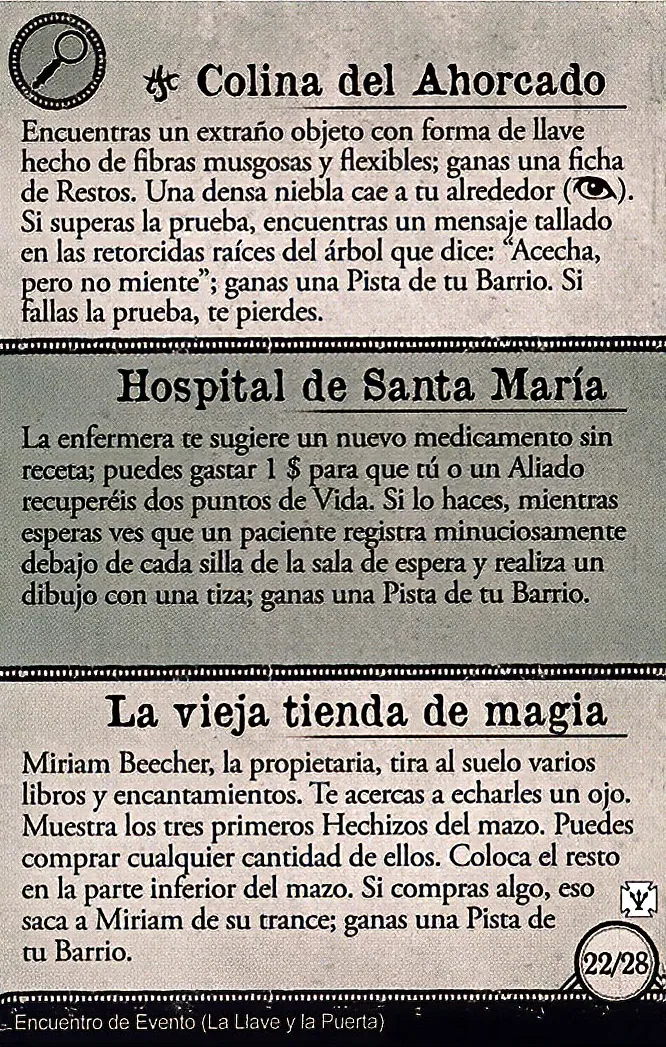 Colina del Ahorcado
Encuentras un extraño objeto con forma de llave
hecho de fibras musgosas y flexibles; ganas una ficha
de Restos. Una densa niebla cae a tu alrededor ( ).
Si superas la prueba, encuentras un mensaje tallado
en las retorcidas raíces del árbol que dice: “Acecha,
pero no miente”; ganas una Pista de tu Barrio. Si
fallas la prueba, te pierdes.
Hospital de Santa María
La enfermera te sugiere un nuevo medicamento sin
receta; puedes gastar 1 $ para que tú o un Aliado
recuperéis dos puntos de Vida. Si lo haces, mientras
esperas ves que un paciente registra minuciosamente
debajo de cada silla de la sala de espera y realiza un
dibujo con una tiza; ganas una Pista de tu Barrio.
La vieja tienda de magia
Miriam Beecher, la propietaria, tira al suelo varios
libros y encantamientos. Te acercas a echarles un ojo.
Muestra los tres primeros Hechizos del mazo. Puedes
comprar cualquier cantidad de ellos. Coloca el resto
en la parte inferior del mazo. Si compras algo, eso
saca a Miriam de su trance; ganas una Pista de
tu Barrio.
22/28
Encuentro de Evento (La Llave y la Puerta)